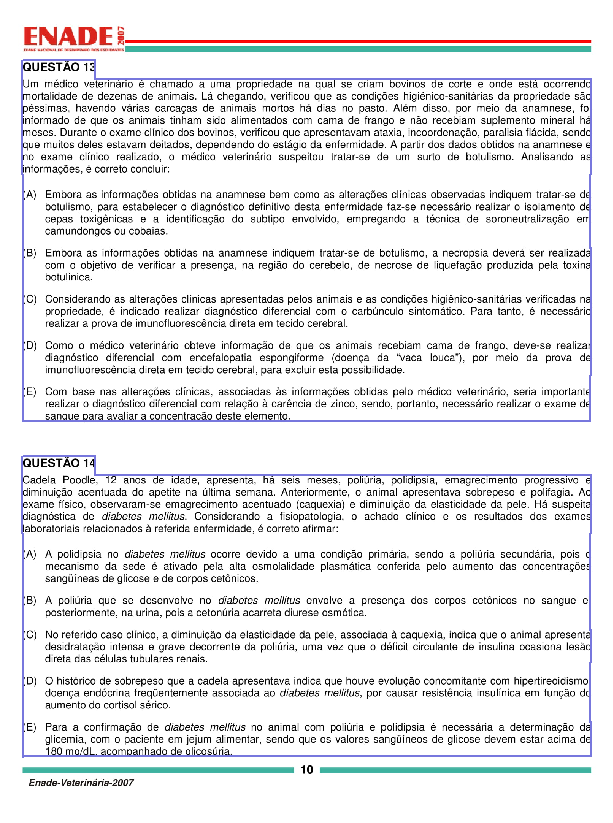 ENADE 2007
EXAME NACIONAL DE DESEMPENHO DOS ESTUDANTES
QUESTÃO 13
Um médico veterinário é chamado a uma propriedade na qual se criam bovinos de corte e onde está ocorrendo
mortalidade de dezenas de animais. Lá chegando, verificou que as condições higiênico-sanitárias da propriedade são
péssimas, havendo várias carcaças de animais mortos há dias no pasto. Além disso, por meio da anamnese, foi
informado de que os animais tinham sido alimentados com cama de frango e não recebiam suplemento mineral há
meses. Durante o exame clínico dos bovinos, verificou que apresentavam ataxia, incoordenação, paralisia flácida, sendo
que muitos deles estavam deitados, dependendo do estágio da enfermidade. A partir dos dados obtidos na anamnese e
no exame clínico realizado, o médico veterinário suspeitou tratar-se de um surto de botulismo. Analisando as
informações, é correto concluir:
(A) Embora as informações obtidas na anamnese bem como as alterações clínicas observadas indiquem tratar-se de
botulismo, para estabelecer o diagnóstico definitivo desta enfermidade faz-se necessário realizar o isolamento de
cepas toxigênicas e a identificação do subtipo envolvido, empregando a técnica de soroneutralização em
camundongos ou cobaias.
(B) Embora as informações obtidas na anamnese indiquem tratar-se de botulismo, a necropsia deverá ser realizada
com o objetivo de verificar a presença, na região do cerebelo, de necrose de liquefação produzida pela toxina
botulínica.
(C) Considerando as alterações clínicas apresentadas pelos animais e as condições higiênico-sanitárias verificadas na
propriedade, é indicado realizar diagnóstico diferencial com o carbúnculo sintomático. Para tanto, é necessário
realizar a prova de imunofluorescência direta em tecido cerebral.
(D) Como o médico veterinário obteve informação de que os animais recebiam cama de frango, deve-se realizar
diagnóstico diferencial com encefalopatia espongiforme (doença da “vaca louca”), por meio da prova de
imunofluorescência direta em tecido cerebral, para excluir esta possibilidade.
(E) Com base nas alterações clínicas, associadas às informações obtidas pelo médico veterinário, seria importante
realizar o diagnóstico diferencial com relação à carência de zinco, sendo, portanto, necessário realizar o exame de
sangue para avaliar a concentração deste elemento.
QUESTÃO 14
Cadela Poodle, 12 anos de idade, apresenta, há seis meses, poliúria, polidipsia, emagrecimento progressivo e
diminuição acentuada do apetite na última semana. Anteriormente, o animal apresentava sobrepeso e polifagia. Ao
exame físico, observaram-se emagrecimento acentuado (caquexia) e diminuição da elasticidade da pele. Há suspeita
diagnóstica de diabetes mellitus. Considerando a fisiopatologia, o achado clínico e os resultados dos exames
laboratoriais relacionados à referida enfermidade, é correto afirmar:
(A) A polidipsia no diabetes mellitus ocorre devido a uma condição primária, sendo a poliúria secundária, pois o
mecanismo da sede é ativado pela alta osmolalidade plasmática conferida pelo aumento das concentrações
sangüíneas de glicose e de corpos cetônicos.
(B) A poliúria que se desenvolve no diabetes mellitus envolve a presença dos corpos cetônicos no sangue e,
posteriormente, na urina, pois a cetonúria acarreta diurese osmótica.
(C) No referido caso clínico, a diminuição da elasticidade da pele, associada à caquexia, indica que o animal apresenta
desidratação intensa e grave decorrente da poliúria, uma vez que o déficit circulante de insulina ocasiona lesão
direta das células tubulares renais.
(D) O histórico de sobrepeso que a cadela apresentava indica que houve evolução concomitante com hipertireoidismo,
doença endócrina freqüentemente associada ao diabetes mellitus, por causar resistência insulínica em função do
aumento do cortisol sérico.
(E) Para a confirmação de diabetes mellitus no animal com poliúria e polidipsia é necessária a determinação da
glicemia, com o paciente em jejum alimentar, sendo que os valores sangüíneos de glicose devem estar acima de
180 mg/dL, acompanhado de glicosúria.
10
Enade-Veterinária-2007